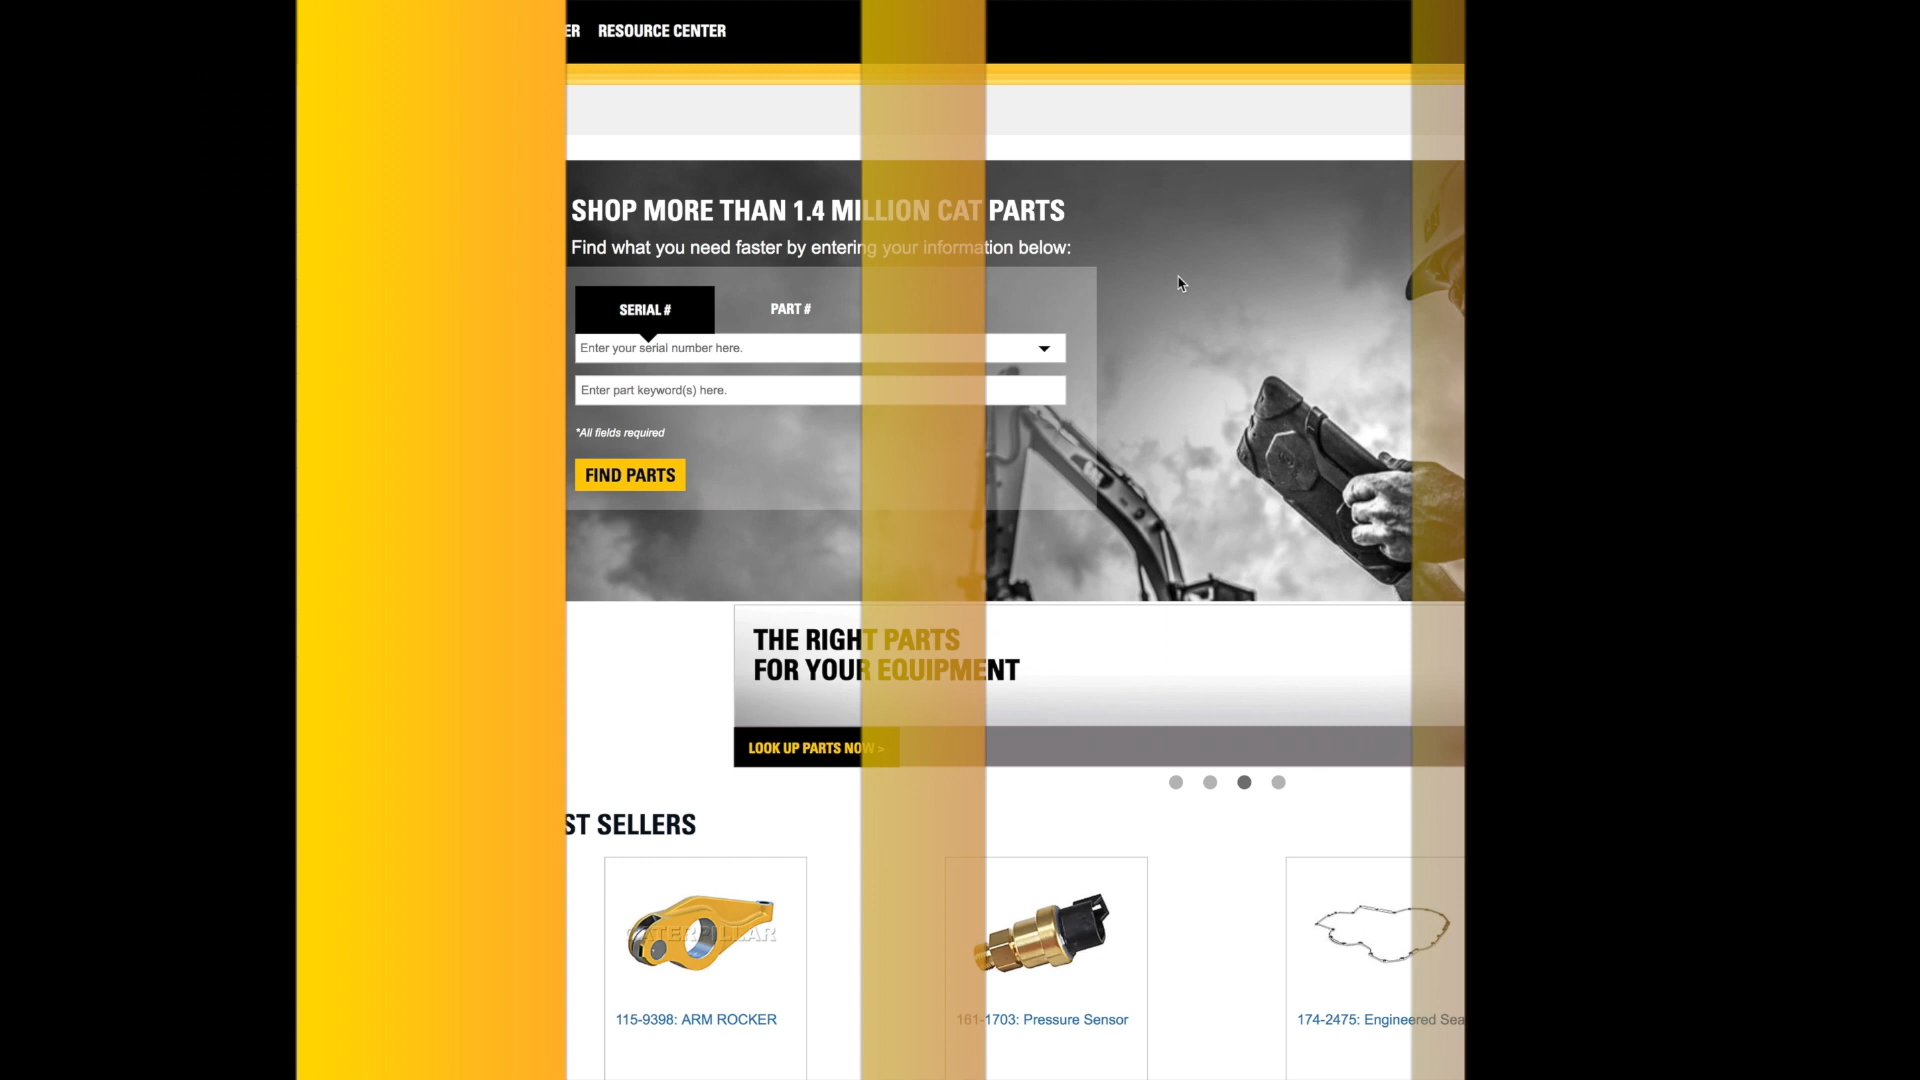 ER RESOURCE CENTER
SHOP MORE THAN 1.4 MILLION CAT PARTS
Find what you need faster by entering your information below:
SERIAL # PART #
Enter your serial number here.
Enter part keyword(s) here.
*All fields required
FIND PARTS
CAT
THE RIGHT PARTS
FOR YOUR EQUIPMENT
LOOK UP PARTS NOW >
ST SELLERS
CATERPILLAR
115-9398: ARM ROCKER
161-1703: Pressure Sensor
174-2475: Engineered Sea